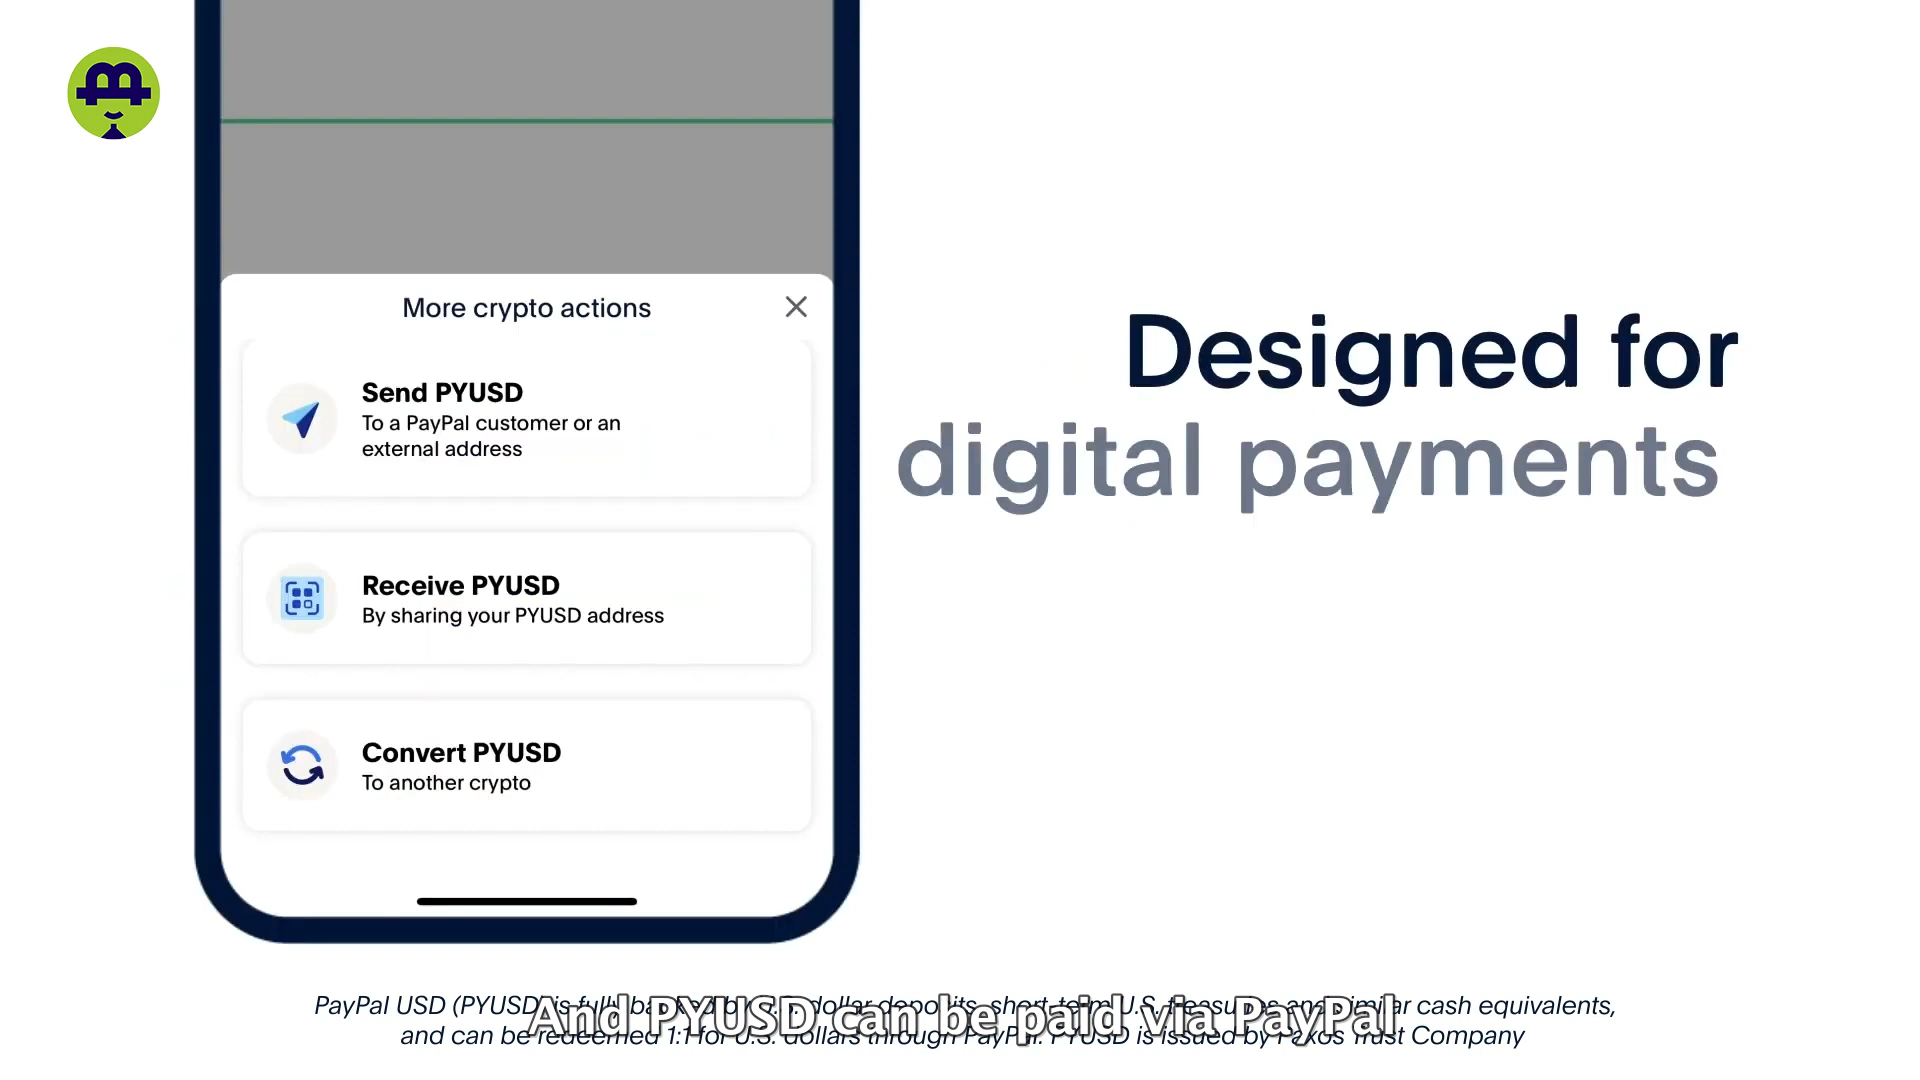 More crypto actions
Send PYUSD
To a PayPal customer or an
external address
Receive PYUSD
By sharing your PYUSD address
Convert PYUSD
To another crypto
Designed for
digital payments
PayPal USD (PYUSD) is fully backed by U.S. dollar deposits, short-term U.S. treasuries and similar cash equivalents,
and can be redeemed 1:1 for U.S. dollars through PayPal. PYUSD is issued by Paxos Trust Company
And PYUSD can be paid via PayPal